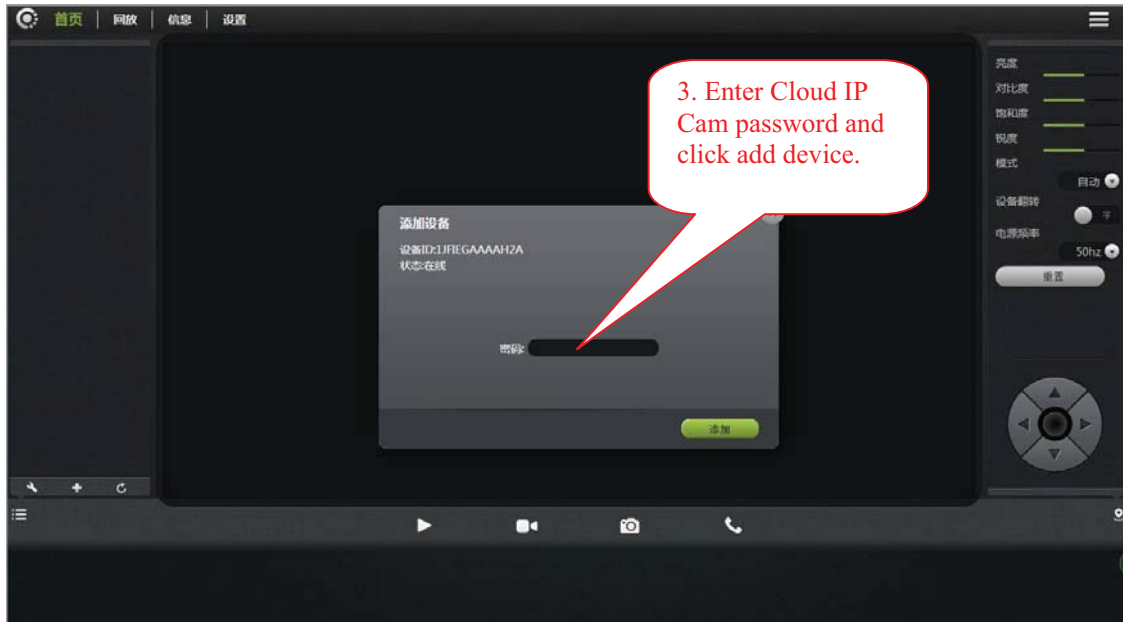 首页 回放 信息 设置
3. Enter Cloud IP
Cam password and
click add device.
亮度
对比度
饱和度
锐度
模式
自动
设备翻转
电源频率
50hz
重置
添加设备
设备ID:1JFIEGAAAAH2A
状态:在线
密码:
添加